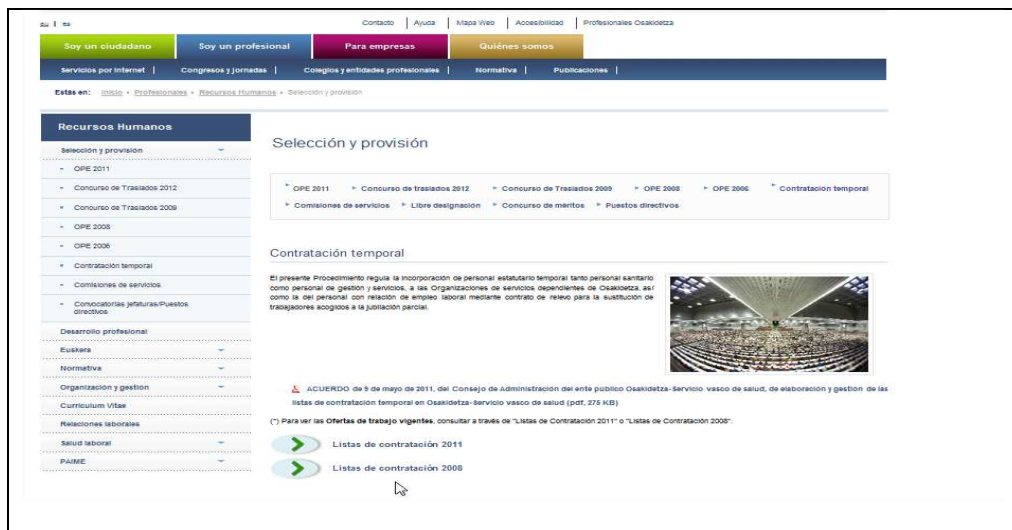 eu | es
Contacto | Ayuda | Mapa Web | Accesibilidad | Profesionales Osakidetza
Soy un ciudadano Soy un profesional Para empresas Quiénes somos
Servicios por Internet | Congresos y jornadas | Colegios y entidades profesionales | Normativa | Publicaciones |
Estás en: Inicio • Profesionales • Recursos Humanos • Selección y provisión
Recursos Humanos
Selección y provisión
OPE 2011
Concurso de Traslados 2012
Concurso de Traslados 2009
OPE 2008
OPE 2006
Contratación temporal
Comisiones de servicios
Convocatorias jefaturas/Puestos
directivos
Desarrollo profesional
Euskera
Normativa
Organización y gestión
Curriculum Vitae
Relaciones laborales
Salud laboral
PAIME
Selección y provisión
OPE 2011 Concurso de traslados 2012 Concurso de Traslados 2009 OPE 2008 OPE 2006 Contratación temporal
Comisiones de servicios Libre designación Concurso de méritos Puestos directivos
Contratación temporal
El presente Procedimiento regula la incorporación de personal estatutario temporal tanto personal sanitario
como personal de gestión y servicios, a las Organizaciones de servicios dependientes de Osakidetza, así
como la del personal con relación de empleo laboral mediante contrato de relevo para la sustitución de
trabajadores acogidos a la jubilación parcial.
ACUERDO de 9 de mayo de 2011, del Consejo de Administración del ente público Osakidetza-Servicio vasco de salud, de elaboración y gestión de las
listas de contratación temporal en Osakidetza-Servicio vasco de salud (pdf, 275 KB)
(*) Para ver las Ofertas de trabajo vigentes, consultar a través de "Listas de Contratación 2011" o "Listas de Contratación 2008".
Listas de contratación 2011
Listas de contratación 2008